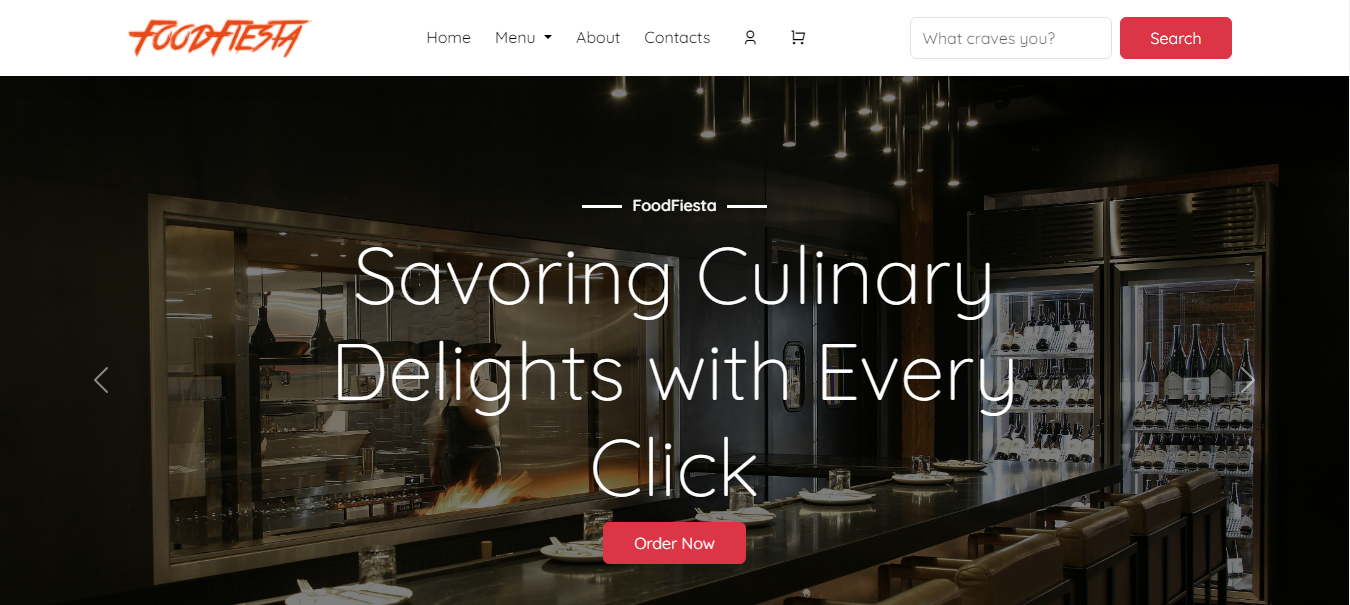 FOODFIESTA
Home Menu About Contacts
What craves you?
Search
FoodFiesta
Savoring Culinary
Delights with Every
Click
Order Now